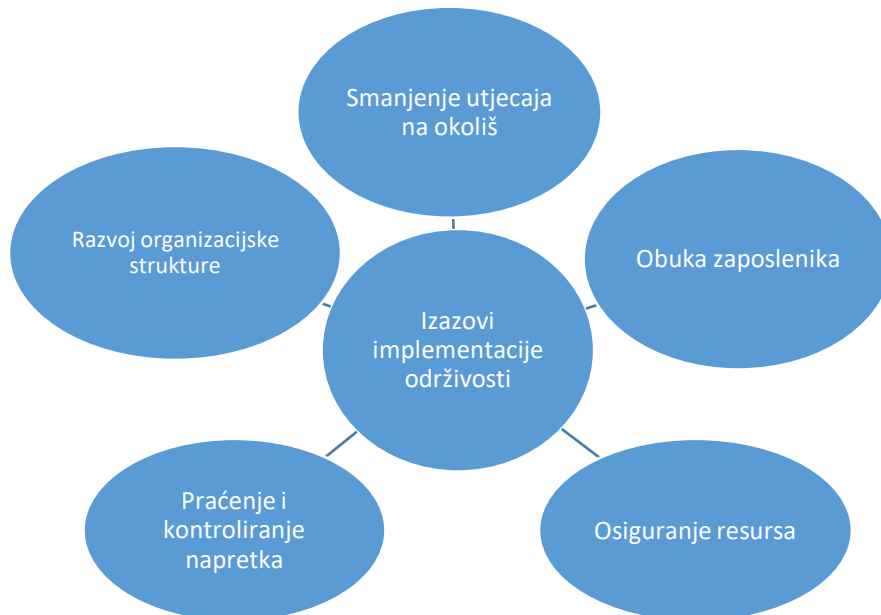 Smanjenje utjecaja
na okoliš
Razvoj organizacijske
strukture
Obuka zaposlenika
Izazovi
implementacije
održivosti
Praćenje i
kontroliranje
napretka
Osiguranje resursa